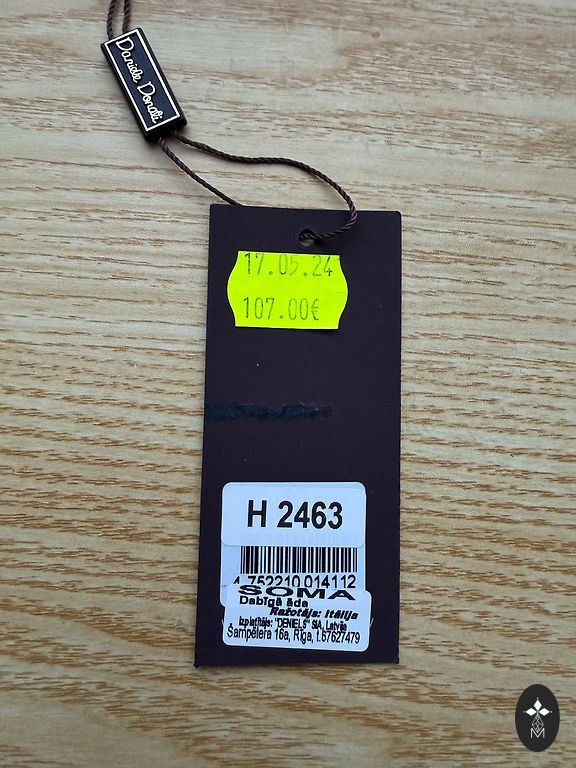 Daniele Donati
17.05.24
107.00€
H 2463
4 752210 014112
SOMA
Dabīgā āda
Ražotājs: Itālija
Izplatītājs: "DENIELS" SIA, Latvija
Šampētera 16a, Rīga, t.67627479
M